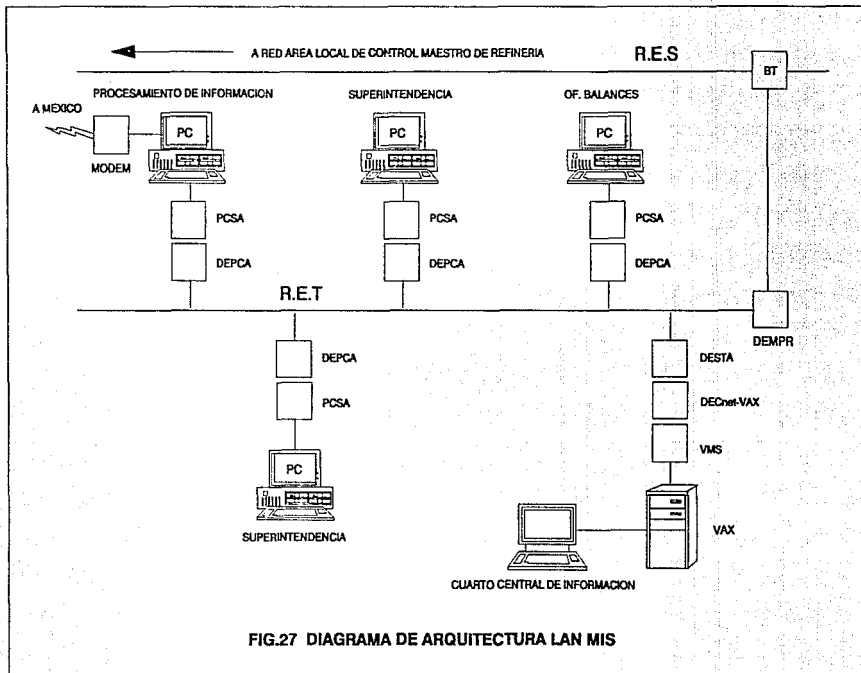 A RED AREA LOCAL DE CONTROL MAESTRO DE REFINERIA
R.E.S
BT
PROCESAMIENTO DE INFORMACION
SUPERINTENDENCIA
OF. BALANCES
A MEXICO
MODEM
PC
PC
PC
PCSA
PCSA
PCSA
DEPCA
DEPCA
DEPCA
R.E.T
DEMPR
DEPCA
DESTA
PCSA
DECnet-VAX
VMS
PC
SUPERINTENDENCIA
VAX
CUARTO CENTRAL DE INFORMACION
FIG.27 DIAGRAMA DE ARQUITECTURA LAN MIS